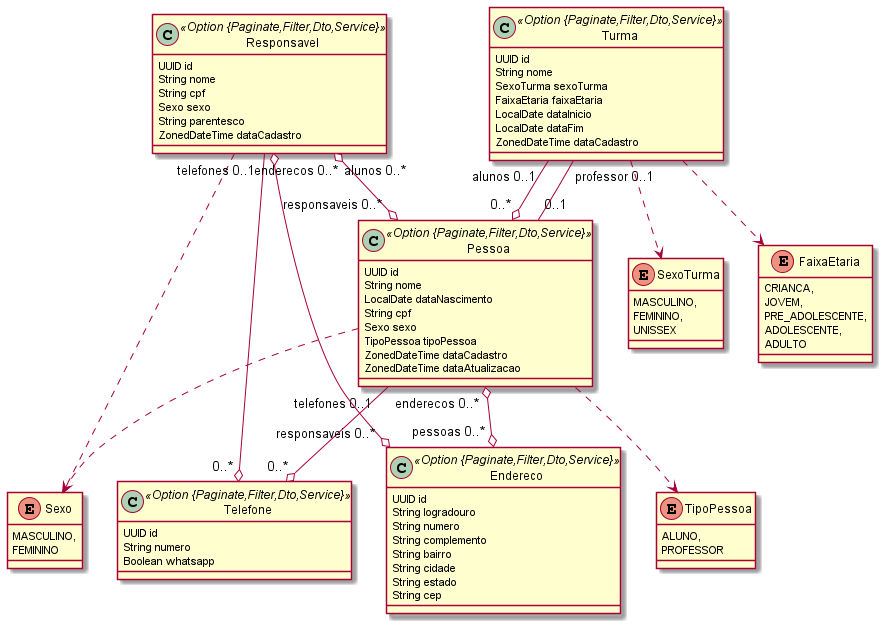 C «Option {Paginate,Filter,Dto,Service}»
Responsavel
UUID id
String nome
String cpf
Sexo sexo
String parentesco
ZonedDateTime dataCadastro
C «Option {Paginate,Filter,Dto,Service}»
Turma
UUID id
String nome
SexoTurma sexoTurma
FaixaEtaria faixaEtaria
LocalDate dataInicio
LocalDate dataFim
ZonedDateTime dataCadastro
telefones 0..1
enderecos 0..*
alunos 0..*
alunos 0..1
professor 0..1
responsaveis 0..*
0..*
0..1
C «Option {Paginate,Filter,Dto,Service}»
Pessoa
UUID id
String nome
LocalDate dataNascimento
String cpf
Sexo sexo
TipoPessoa tipoPessoa
ZonedDateTime dataCadastro
ZonedDateTime dataAtualizacao
E SexoTurma
MASCULINO,
FEMININO,
UNISSEX
E FaixaEtaria
CRIANCA,
JOVEM,
PRE_ADOLESCENTE,
ADOLESCENTE,
ADULTO
telefones 0..1
enderecos 0..*
responsaveis 0..*
pessoas 0..*
0..*
0..*
E Sexo
MASCULINO,
FEMININO
C «Option {Paginate,Filter,Dto,Service}»
Telefone
UUID id
String numero
Boolean whatsapp
C «Option {Paginate,Filter,Dto,Service}»
Endereco
UUID id
String logradouro
String numero
String complemento
String bairro
String cidade
String estado
String cep
E TipoPessoa
ALUNO,
PROFESSOR